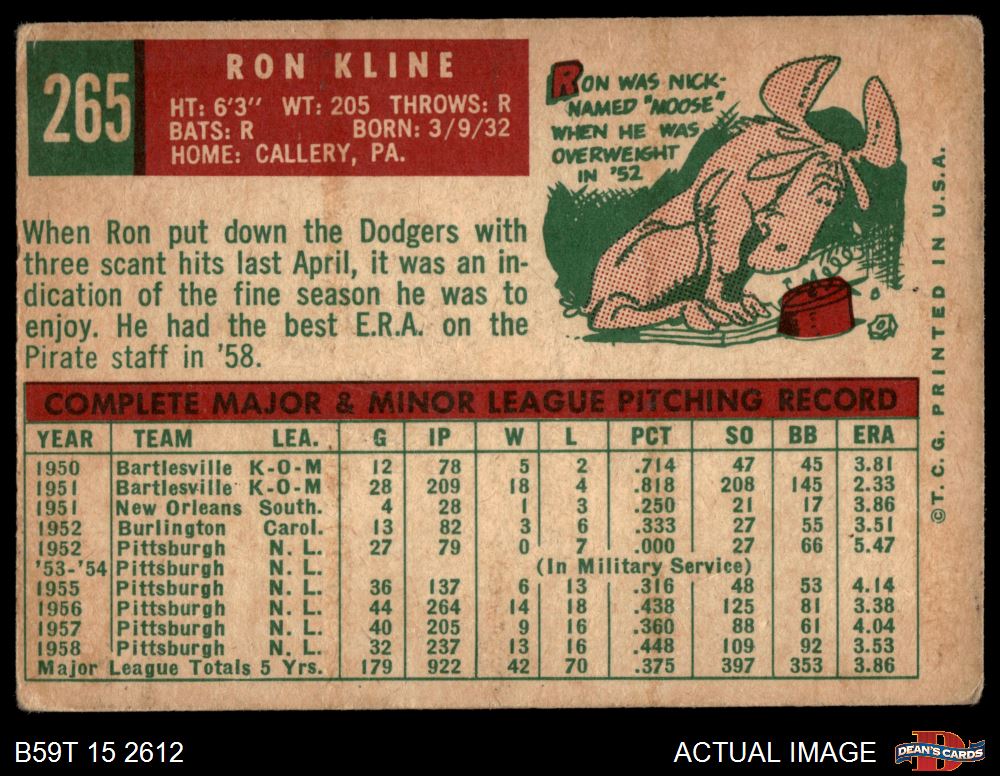 265
RON KLINE
HT: 6'3" WT: 205 THROWS: R
BATS: R BORN: 3/9/32
HOME: CALLERY, PA.
RON WAS NICK-
NAMED "MOOSE"
WHEN HE WAS
OVERWEIGHT
IN '52
When Ron put down the Dodgers with
three scant hits last April, it was an in-
dication of the fine season he was to
enjoy. He had the best E.R.A. on the
Pirate staff in '58.
COMPLETE MAJOR & MINOR LEAGUE PITCHING RECORD
YEAR TEAM LEA. G IP W L PCT SO BB ERA
1950 Bartlesville K-O-M 12 78 5 2 .714 47 45 3.81
1951 Bartlesville K-O-M 28 209 18 4 .818 208 145 2.33
1951 New Orleans South. 4 28 1 3 .250 21 17 3.86
1952 Burlington Carol. 13 82 3 6 .333 27 55 3.51
1952 Pittsburgh N. L. 27 79 0 7 .000 27 66 5.47
'53-'54 Pittsburgh N. L. (In Military Service)
1955 Pittsburgh N. L. 36 137 6 13 .316 48 53 4.14
1956 Pittsburgh N. L. 44 264 14 18 .438 125 81 3.38
1957 Pittsburgh N. L. 40 205 9 16 .360 88 61 4.04
1958 Pittsburgh N. L. 32 237 13 16 .448 109 92 3.53
Major League Totals 5 Yrs. 179 922 42 70 .375 397 353 3.86
©T. C. G. PRINTED IN U.S.A.
B59T 15 2612
ACTUAL IMAGE
DEAN'S CARDS